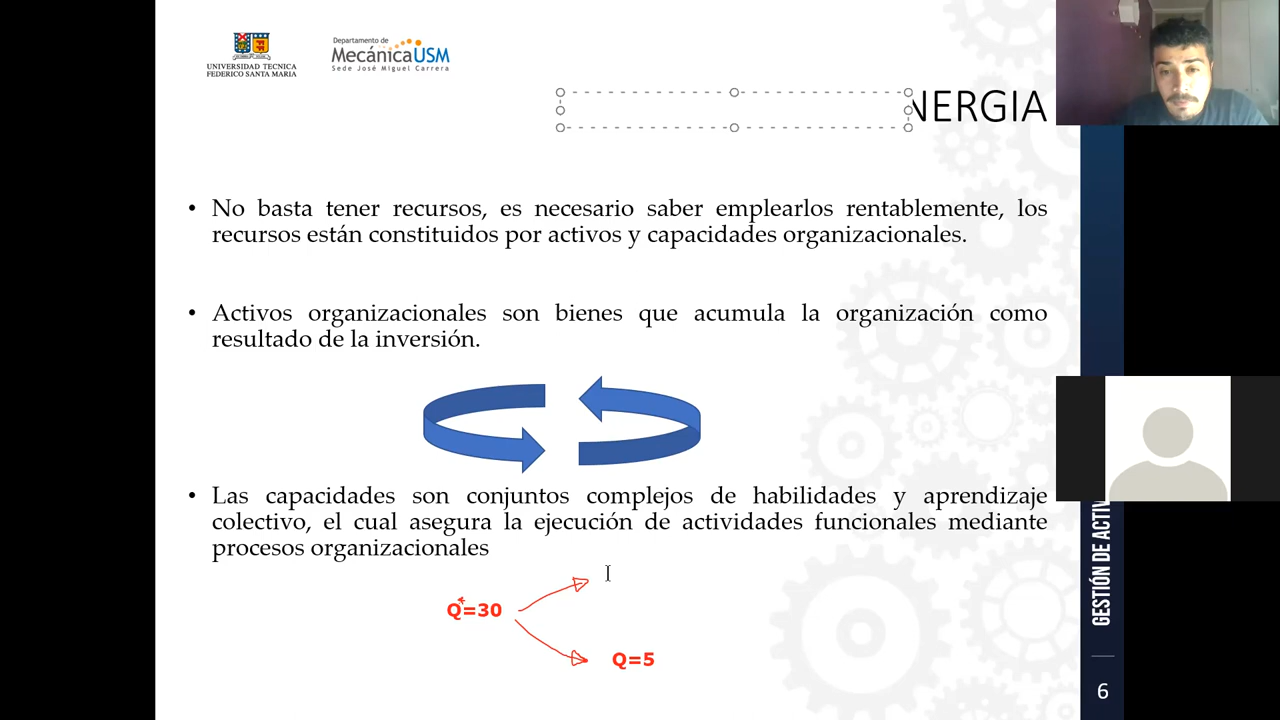 UNIVERSIDAD TECNICA
FEDERICO SANTA MARIA
Departamento de
MecánicaUSM
Sede José Miguel Carrera
NERGIA
• No basta tener recursos, es necesario saber emplearlos rentablemente, los
recursos están constituidos por activos y capacidades organizacionales.
• Activos organizacionales son bienes que acumula la organización como
resultado de la inversión.
• Las capacidades son conjuntos complejos de habilidades y aprendizaje
colectivo, el cual asegura la ejecución de actividades funcionales mediante
procesos organizacionales
Q*=30
Q=5
GESTIÓN DE ACTIV
6